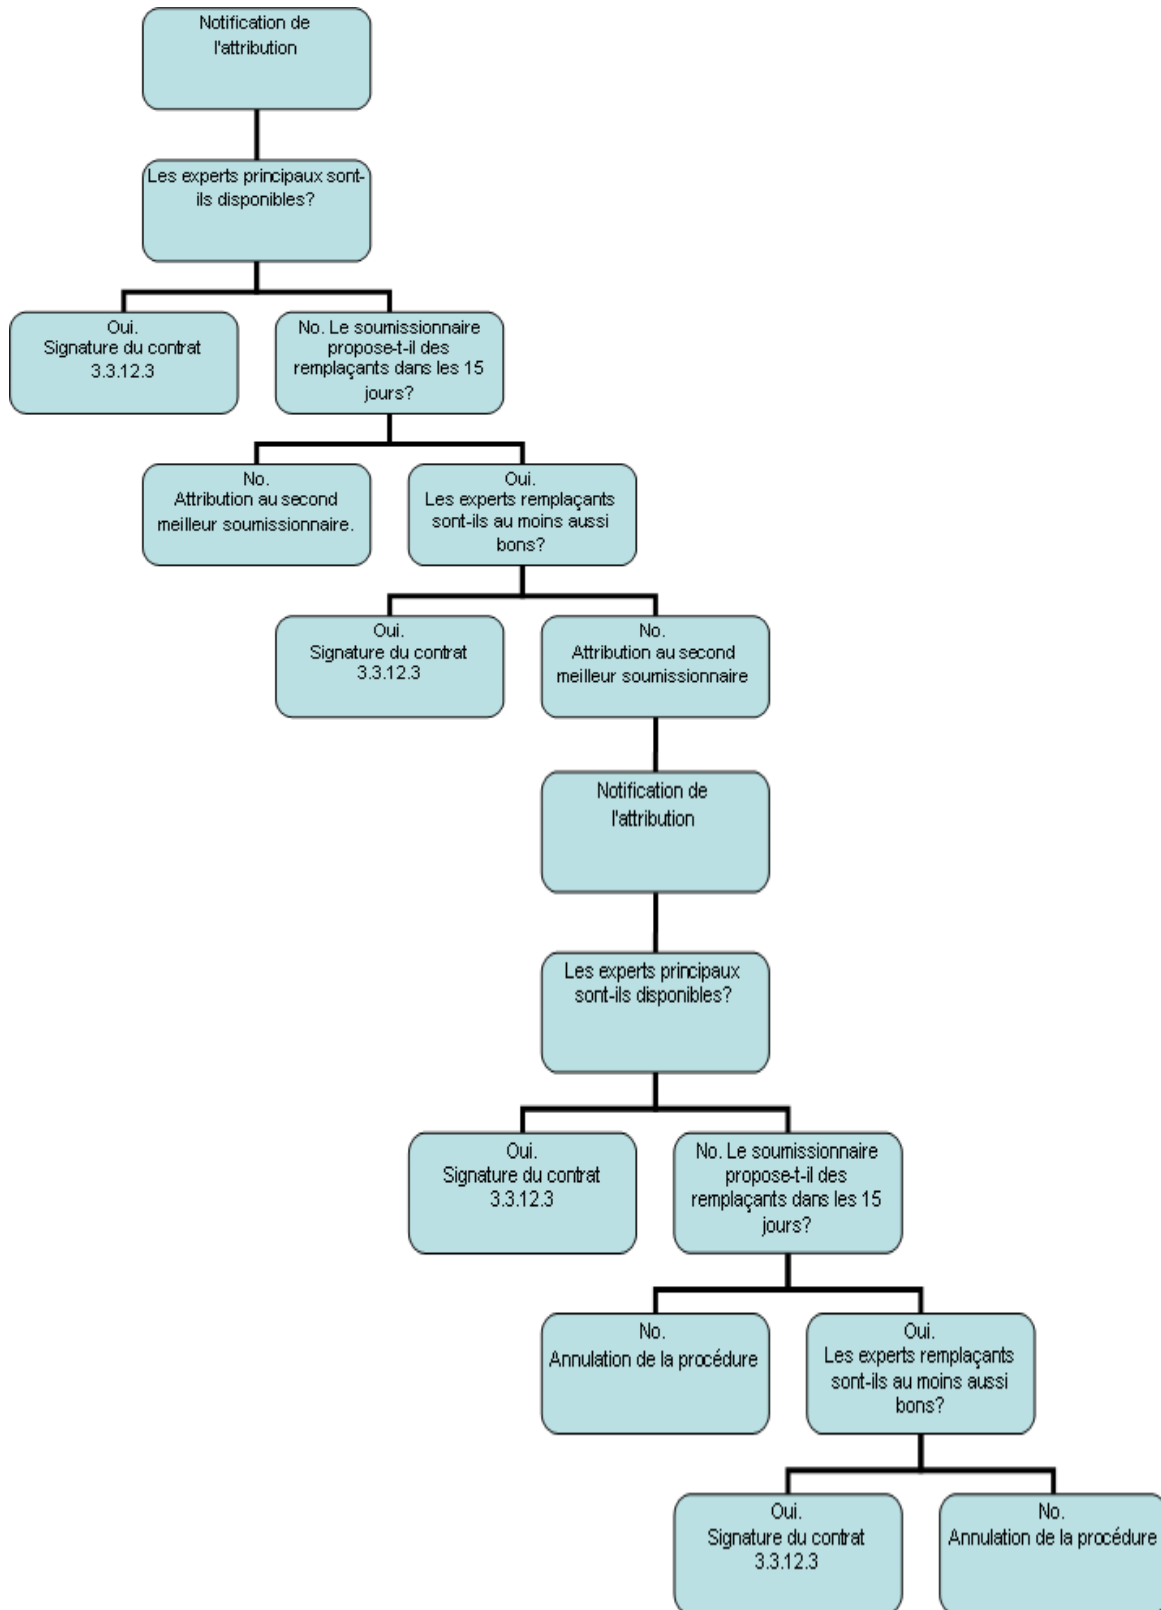 Notification de
l'attribution
Les experts principaux sont-
ils disponibles?
Oui.
Signature du contrat
3.3.12.3
No. Le soumissionnaire
propose-t-il des
remplaçants dans les 15
jours?
No.
Attribution au second
meilleur soumissionnaire.
Oui.
Les experts remplaçants
sont-ils au moins aussi
bons?
Oui.
Signature du contrat
3.3.12.3
No.
Attribution au second
meilleur soumissionnaire
Notification de
l'attribution
Les experts principaux
sont-ils disponibles?
Oui.
Signature du contrat
3.3.12.3
No. Le soumissionnaire
propose-t-il des
remplaçants dans les 15
jours?
No.
Annulation de la procédure
Oui.
Les experts remplaçants
sont-ils au moins aussi
bons?
Oui.
Signature du contrat
3.3.12.3
No.
Annulation de la procédure